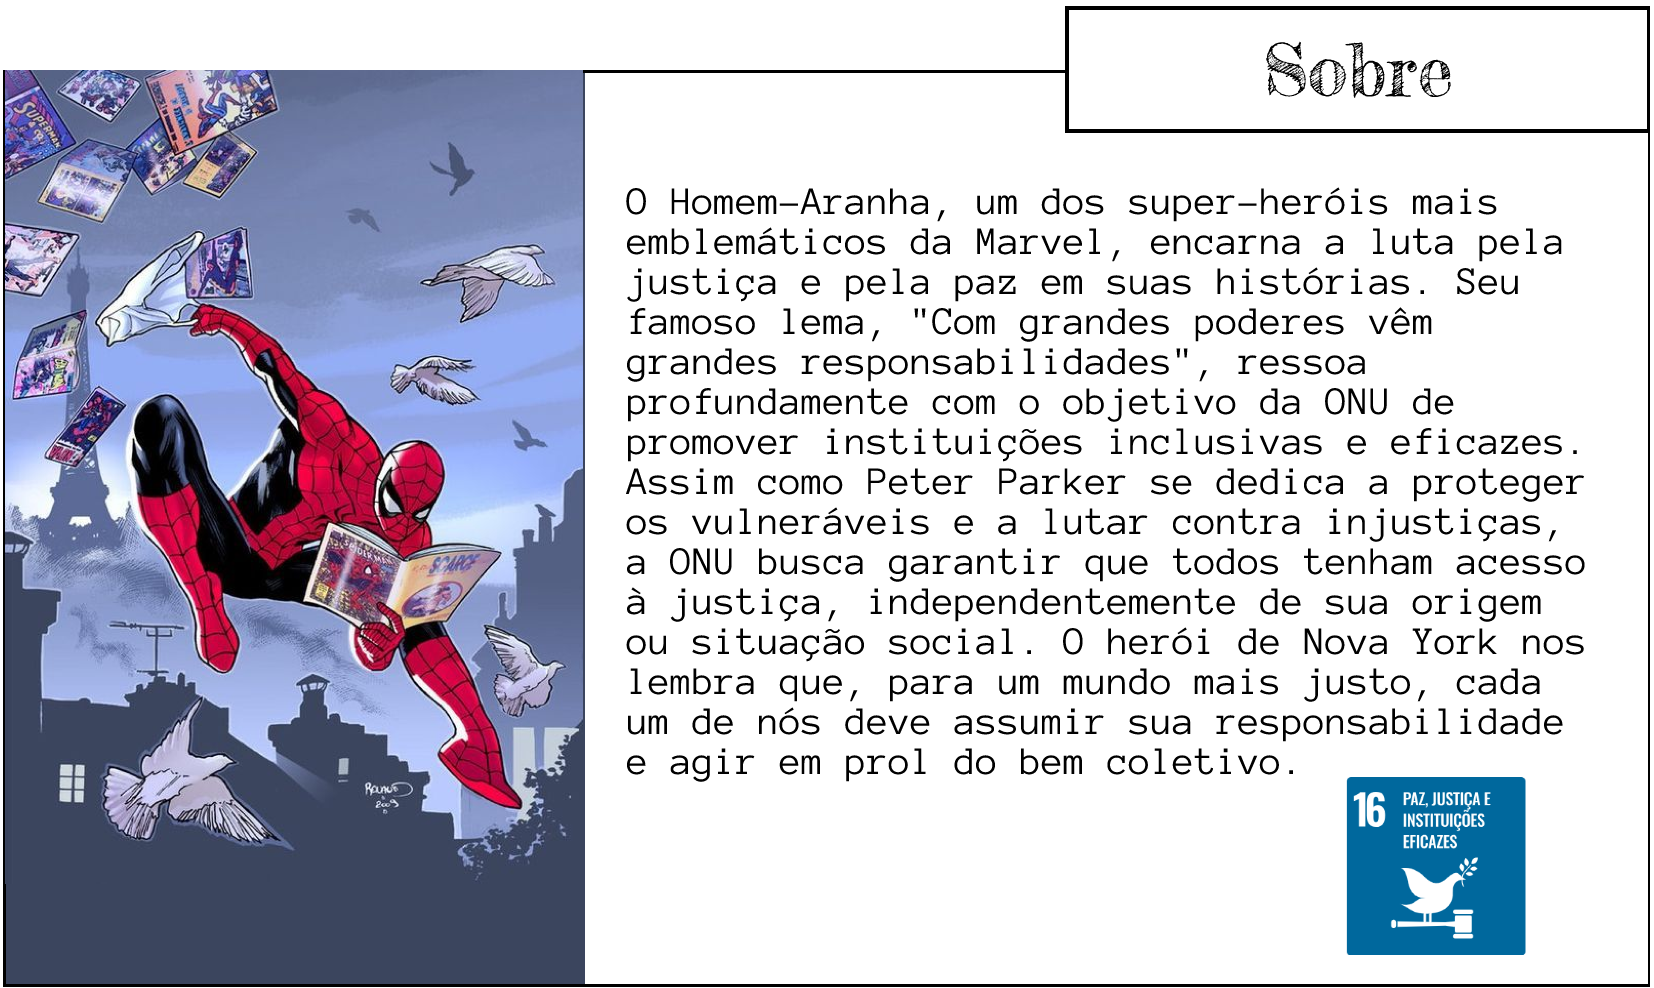 Sobre
O Homem-Aranha, um dos super-heróis mais
emblemáticos da Marvel, encarna a luta pela
justiça e pela paz em suas histórias. Seu
famoso lema, "Com grandes poderes vêm
grandes responsabilidades", ressoa
profundamente com o objetivo da ONU de
promover instituições inclusivas e eficazes.
Assim como Peter Parker se dedica a proteger
os vulneráveis e a lutar contra injustiças,
a ONU busca garantir que todos tenham acesso
à justiça, independentemente de sua origem
ou situação social. O herói de Nova York nos
lembra que, para um mundo mais justo, cada
um de nós deve assumir sua responsabilidade
e agir em prol do bem coletivo.
16 PAZ, JUSTIÇA E
INSTITUIÇÕES
EFICAZES
SUPERMAN
SPIDERMAN
SCARCE
2009